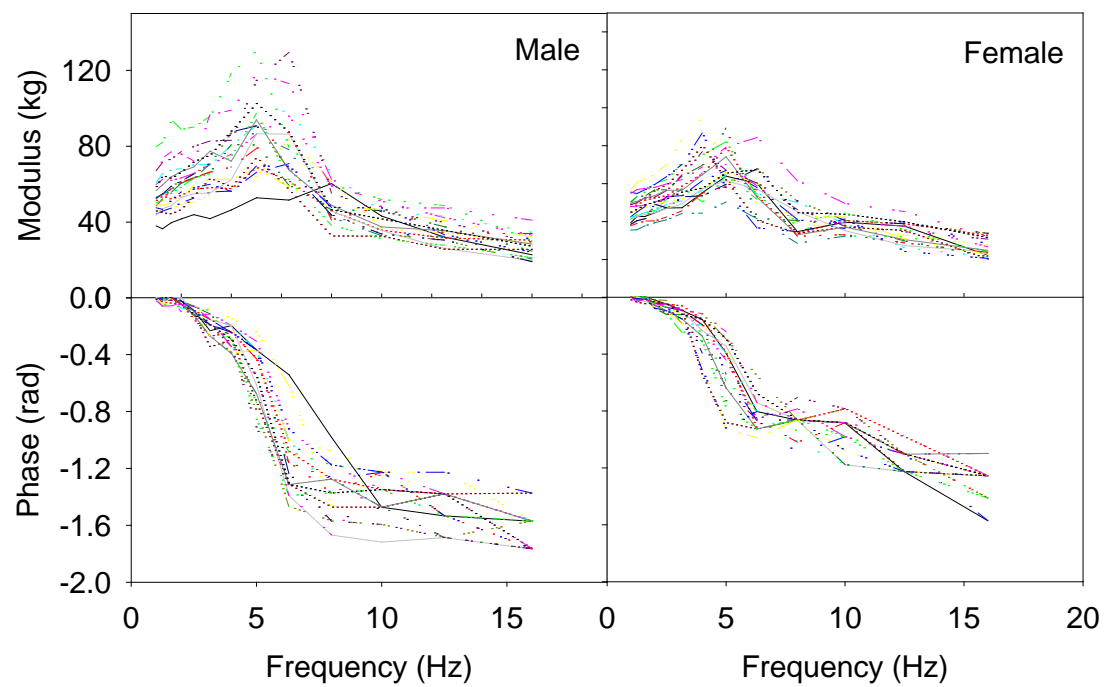 Male
Female
Modulus (kg)
120
80
40
0
0.0
-0.4
-0.8
-1.2
-1.6
-2.0
Phase (rad)
0 5 10 15 0 5 10 15 20
Frequency (Hz) Frequency (Hz)